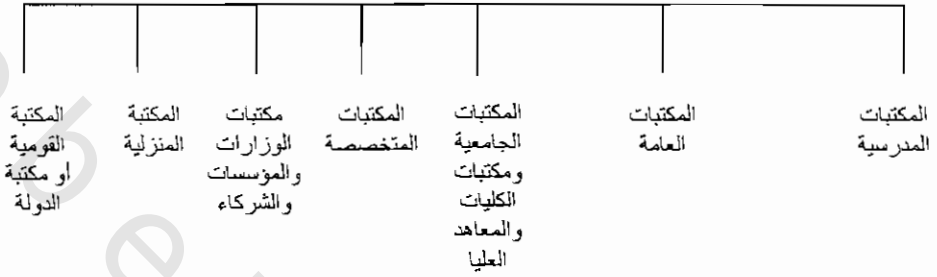 المكتبات
المدرسية
المكتبات
العامة
المكتبات
الجامعية
ومكتبات
الكليات
والمعاهد
العليا
المكتبات
المتخصصة
مكتبات
الوزارات
والمؤسسات
والشركاء
المكتبة
المنزلية
المكتبة
القومية
أو مكتبة
الدولة